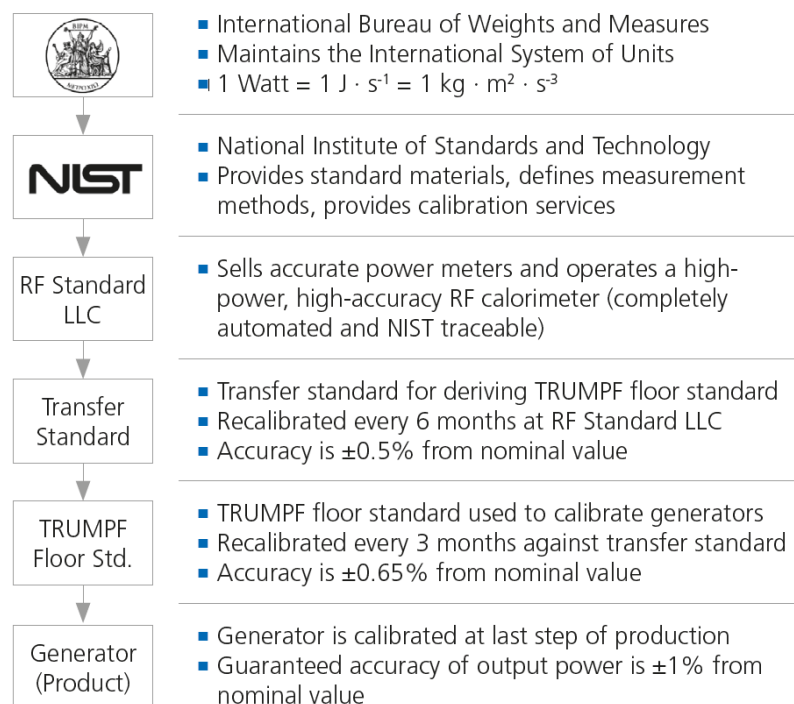 BIPM
▪ International Bureau of Weights and Measures
▪ Maintains the International System of Units
▪ 1 Watt = 1 J · s⁻¹ = 1 kg · m² · s⁻³
NIST
▪ National Institute of Standards and Technology
▪ Provides standard materials, defines measurement
methods, provides calibration services
RF Standard
LLC
▪ Sells accurate power meters and operates a high-
power, high-accuracy RF calorimeter (completely
automated and NIST traceable)
Transfer
Standard
▪ Transfer standard for deriving TRUMPF floor standard
▪ Recalibrated every 6 months at RF Standard LLC
▪ Accuracy is ±0.5% from nominal value
TRUMPF
Floor Std.
▪ TRUMPF floor standard used to calibrate generators
▪ Recalibrated every 3 months against transfer standard
▪ Accuracy is ±0.65% from nominal value
Generator
(Product)
▪ Generator is calibrated at last step of production
▪ Guaranteed accuracy of output power is ±1% from
nominal value